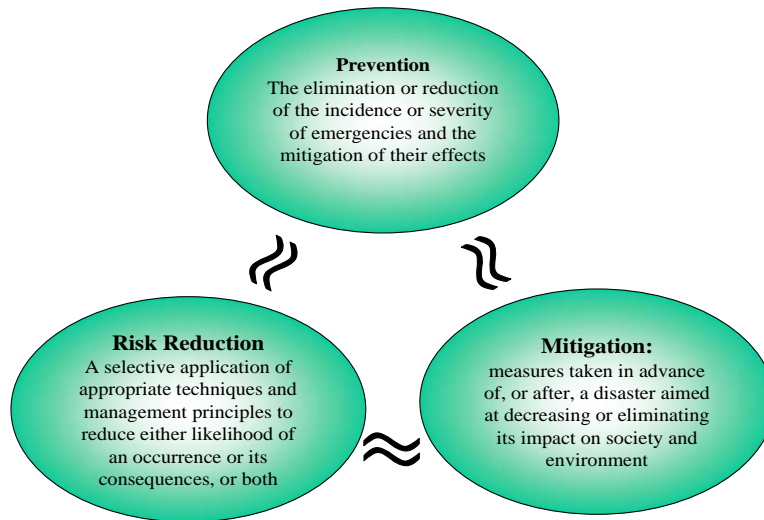 Prevention
The elimination or reduction
of the incidence or severity
of emergencies and the
mitigation of their effects
Risk Reduction
A selective application of
appropriate techniques and
management principles to
reduce either likelihood of
an occurrence or its
consequences, or both
Mitigation:
measures taken in advance
of, or after, a disaster aimed
at decreasing or eliminating
its impact on society and
environment